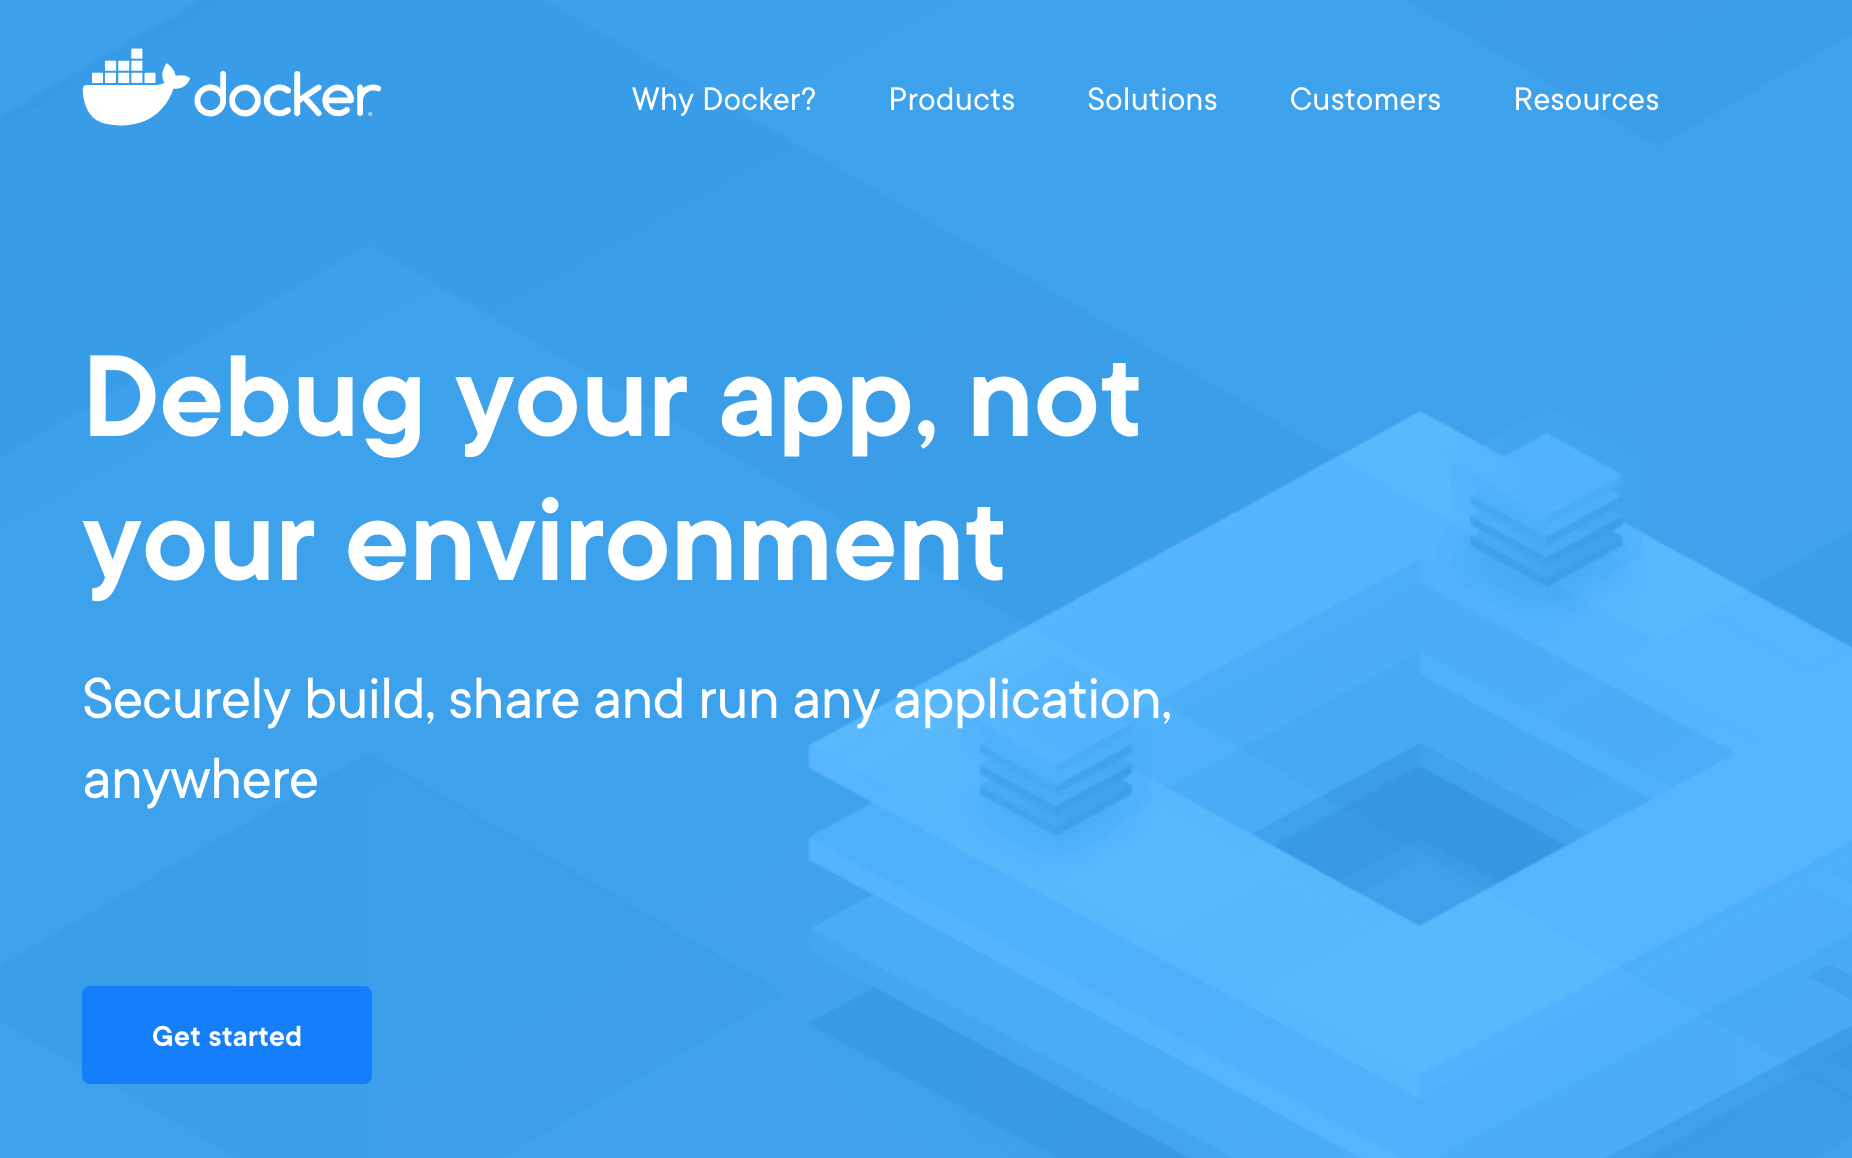 docker
Why Docker?
Products
Solutions
Customers
Resources
Debug your app, not
your environment
Securely build, share and run any application,
anywhere
Get started